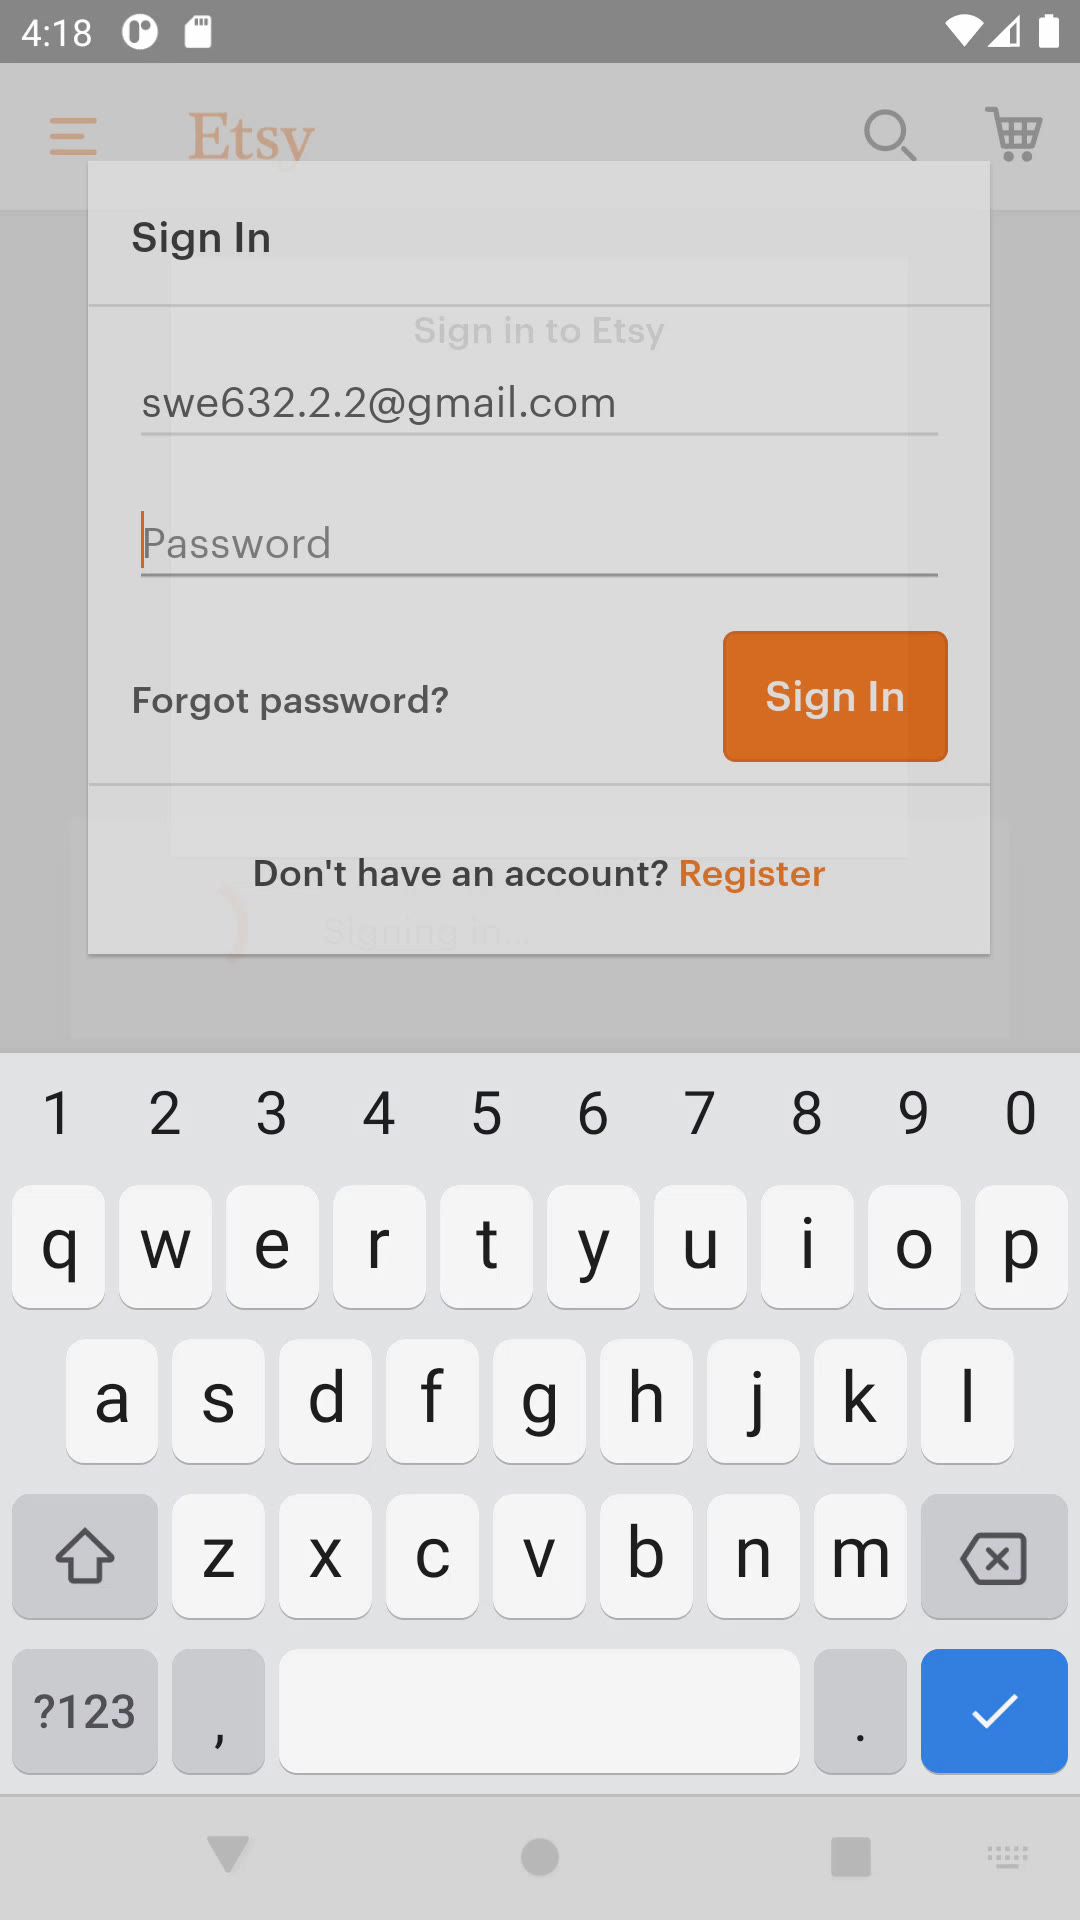 4:18
Etsy
Sign In
Sign in to Etsy
swe632.2.2@gmail.com
Password
Forgot password?
Sign In
Don't have an account? Register
Signing in...
1 2 3 4 5 6 7 8 9 0
q w e r t y u i o p
a s d f g h j k l
z x c v b n m
?123 , .